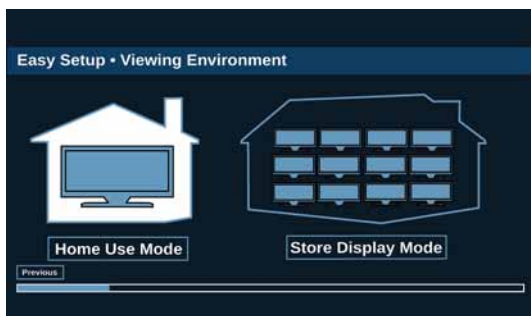 Easy Setup • Viewing Environment
Home Use Mode
Store Display Mode
Previous